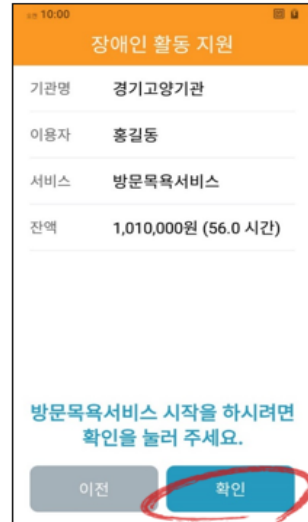 오전 10:00
장애인 활동 지원
기관명 경기고양기관
이용자 홍길동
서비스 방문목욕서비스
잔액 1,010,000원 (56.0 시간)
방문목욕서비스 시작을 하시려면
확인을 눌러 주세요.
이전 확인